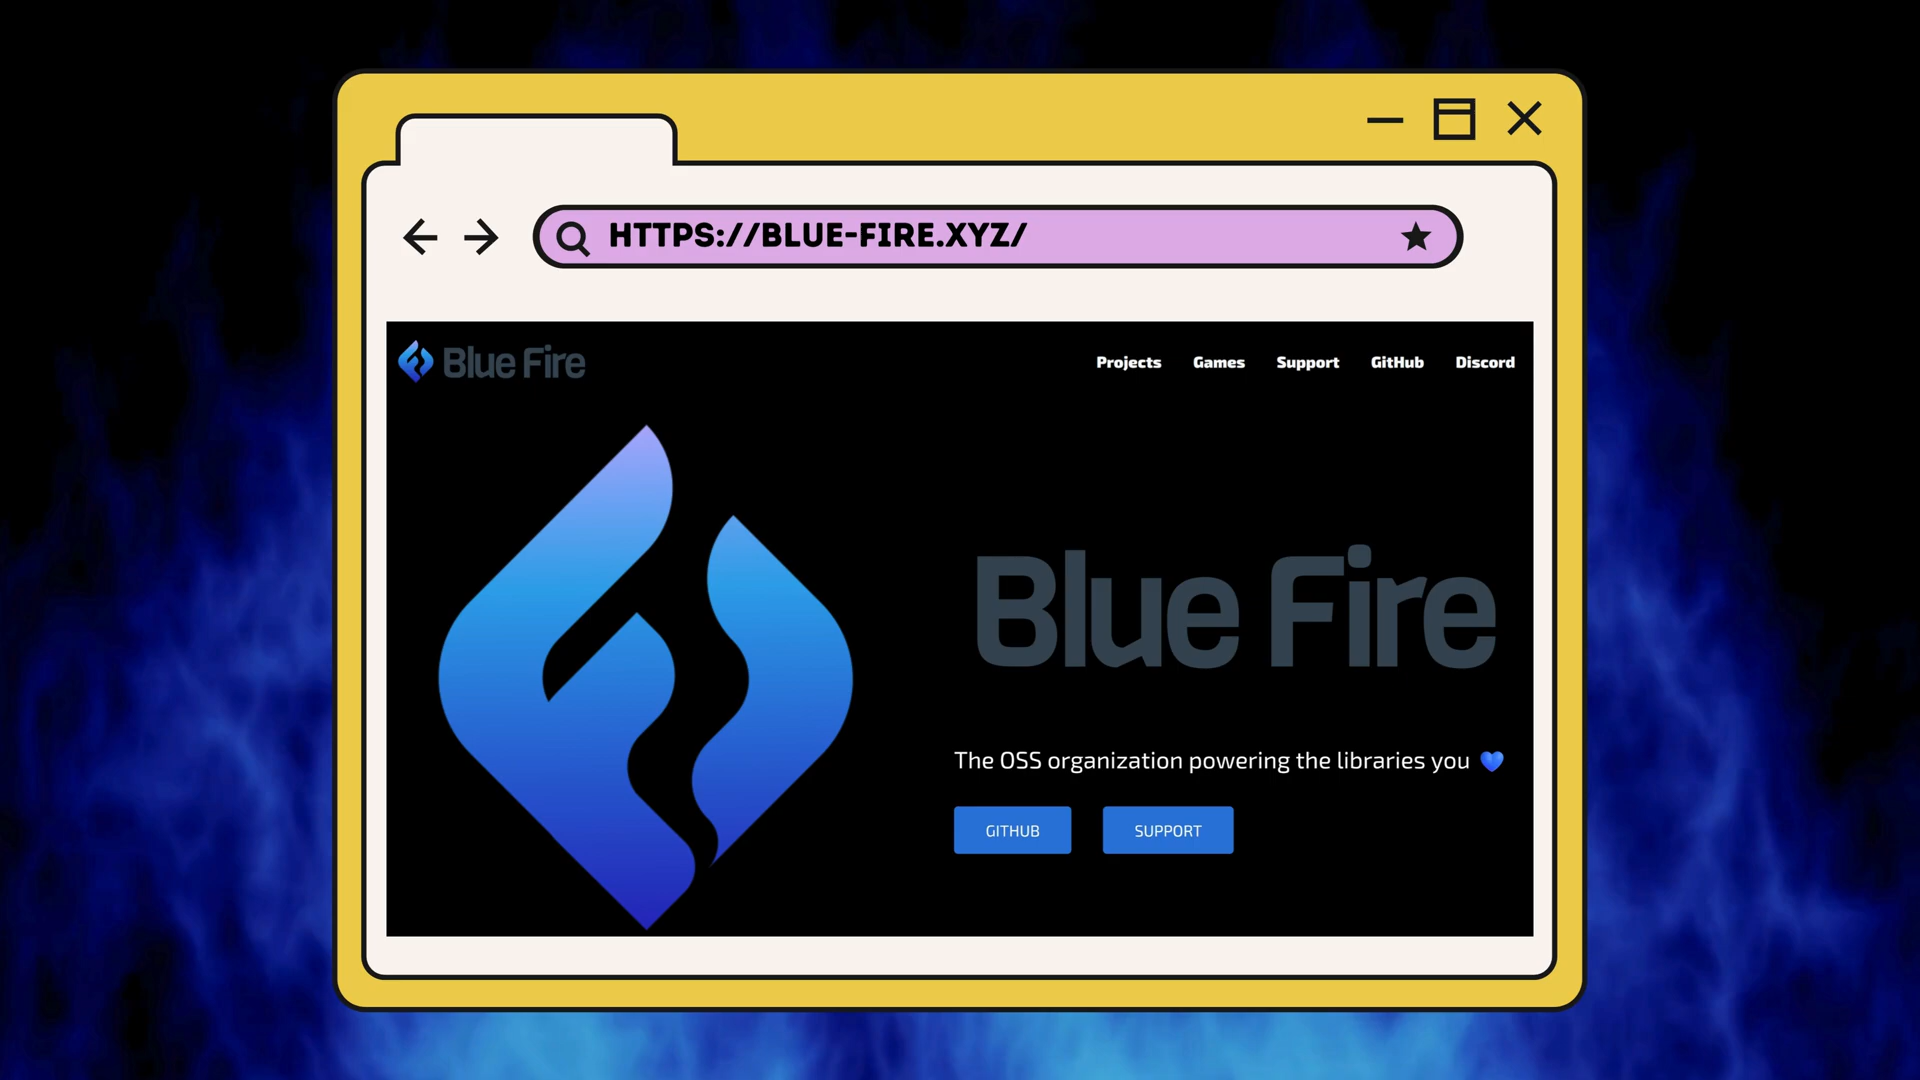 HTTPS://BLUE-FIRE.XYZ/
Blue Fire
Projects Games Support GitHub Discord
Blue Fire
The OSS organization powering the libraries you 💙
GITHUB SUPPORT